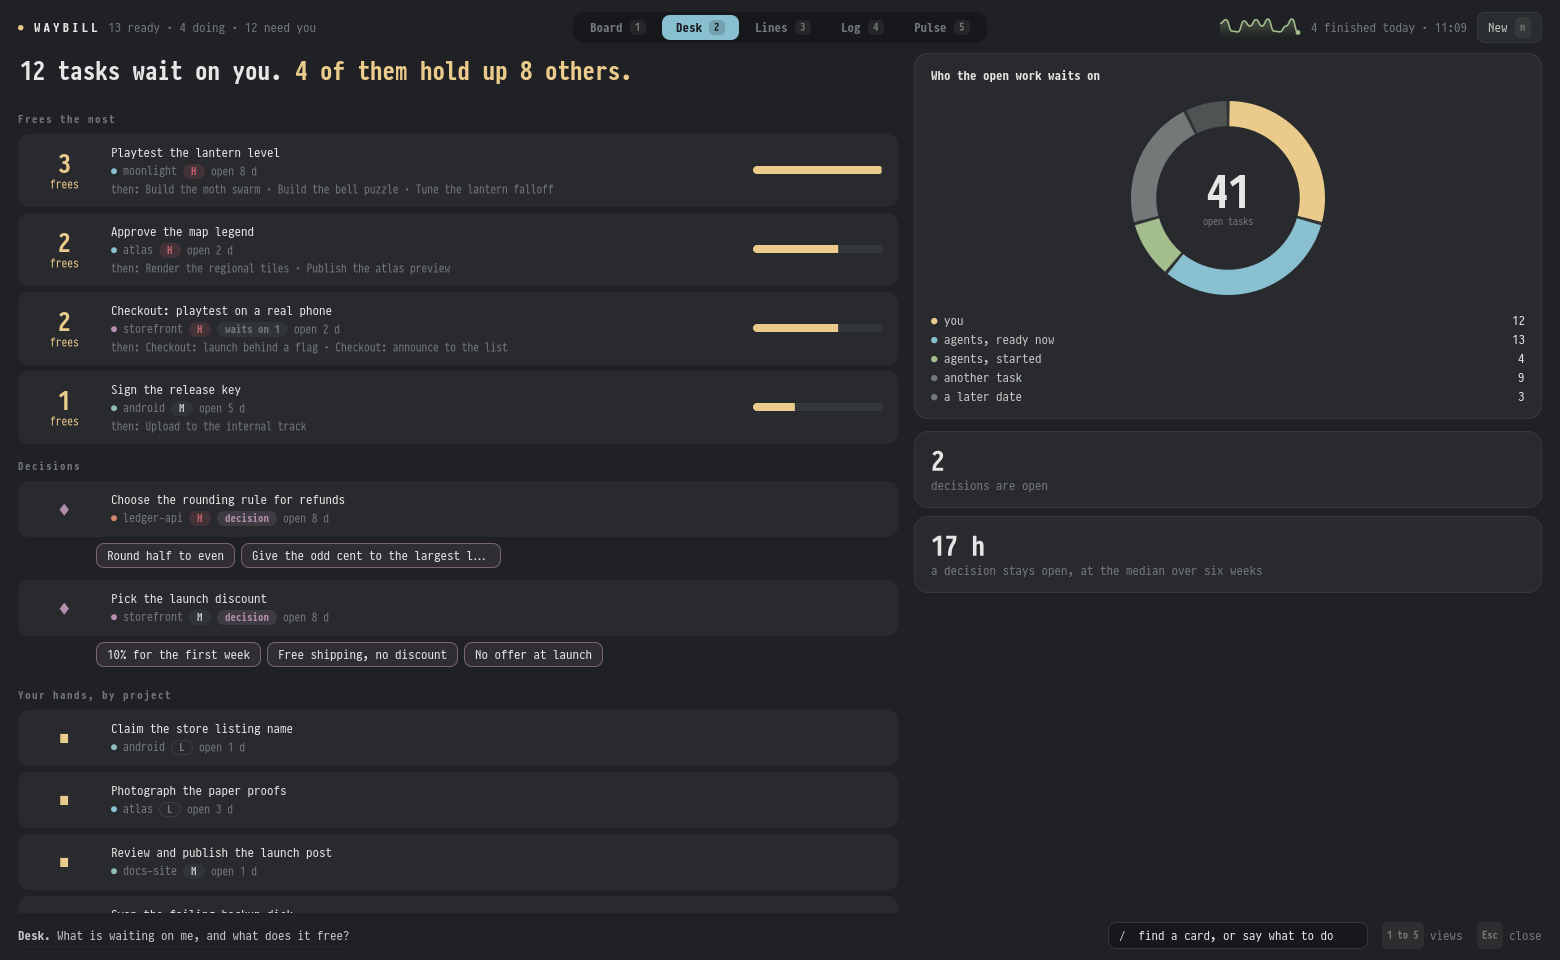 WAYBILL 13 ready · 4 doing · 12 need you
Board 1 Desk 2 Lines 3 Log 4 Pulse 5
4 finished today · 11:09 New n
12 tasks wait on you. 4 of them hold up 8 others.
Frees the most
3 frees
Playtest the lantern level
moonlight H open 8 d
then: Build the moth swarm · Build the bell puzzle · Tune the lantern falloff
2 frees
Approve the map legend
atlas H open 2 d
then: Render the regional tiles · Publish the atlas preview
2 frees
Checkout: playtest on a real phone
storefront H waits on 1 open 2 d
then: Checkout: launch behind a flag · Checkout: announce to the list
1 frees
Sign the release key
android M open 5 d
then: Upload to the internal track
Decisions
Choose the rounding rule for refunds
ledger-api H decision open 8 d
Round half to even Give the odd cent to the largest l...
Pick the launch discount
storefront M decision open 8 d
10% for the first week Free shipping, no discount No offer at launch
Your hands, by project
Claim the store listing name
android L open 1 d
Photograph the paper proofs
atlas L open 3 d
Review and publish the launch post
docs-site M open 1 d
Who the open work waits on
41
open tasks
you 12
agents, ready now 13
agents, started 4
another task 9
a later date 3
2
decisions are open
17 h
a decision stays open, at the median over six weeks
Desk. What is waiting on me, and what does it free?
/ find a card, or say what to do 1 to 5 views Esc close